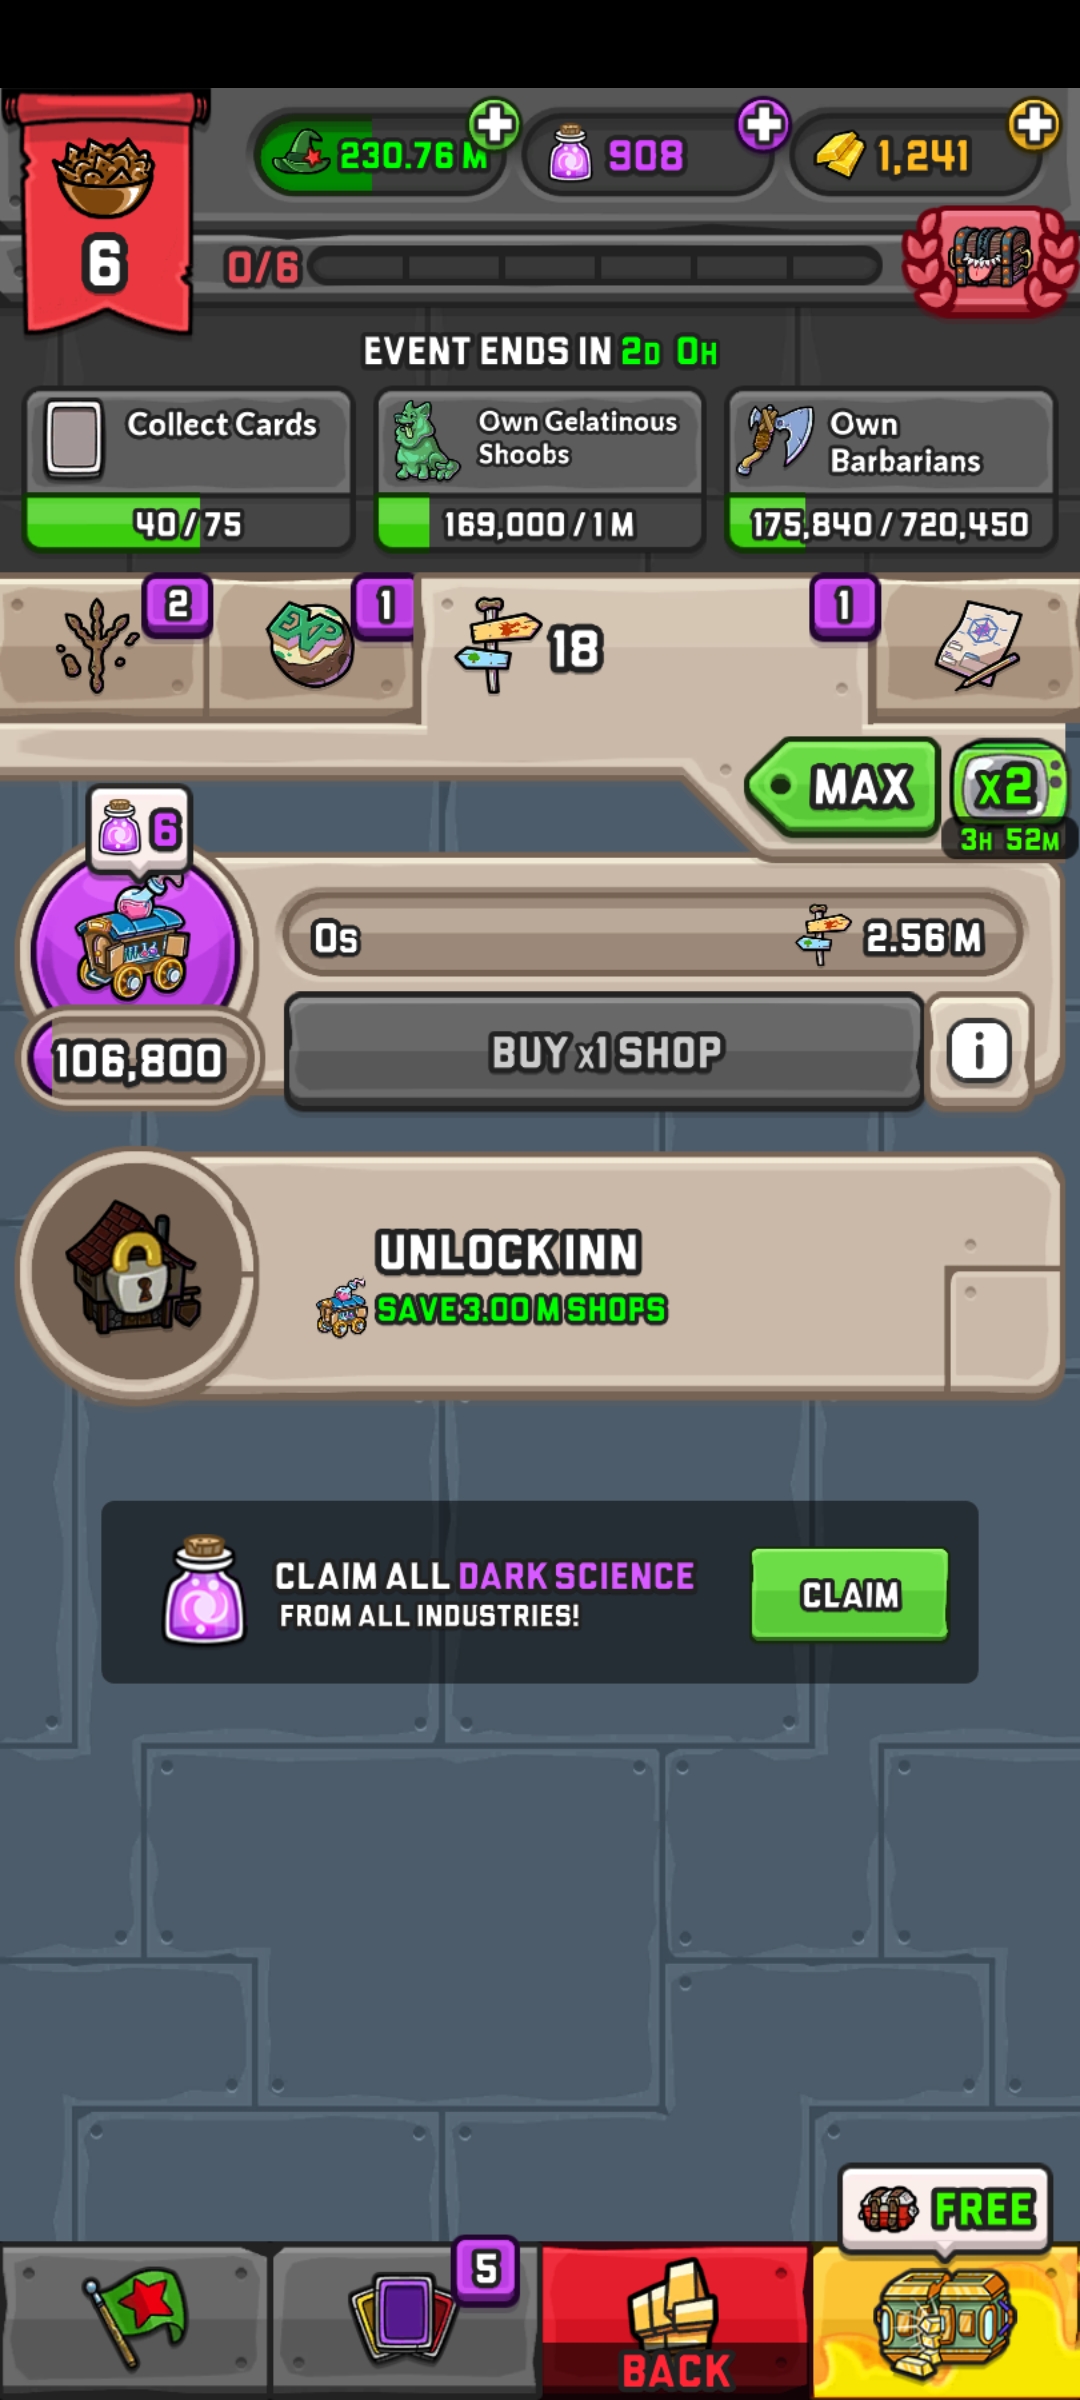 230.76 M
908
1,241
6
0/6
EVENT ENDS IN 2D 0H
Collect Cards
40/75
Own Gelatinous
Shoobs
169,000/1 M
Own
Barbarians
175,840/720,450
2
EXP
1
18
1
MAX
x2
3H 52M
6
0s
2.56 M
106,800
BUY x1 SHOP
i
UNLOCK INN
SAVE 3.00 M SHOPS
CLAIM ALL DARK SCIENCE
FROM ALL INDUSTRIES!
CLAIM
FREE
5
BACK